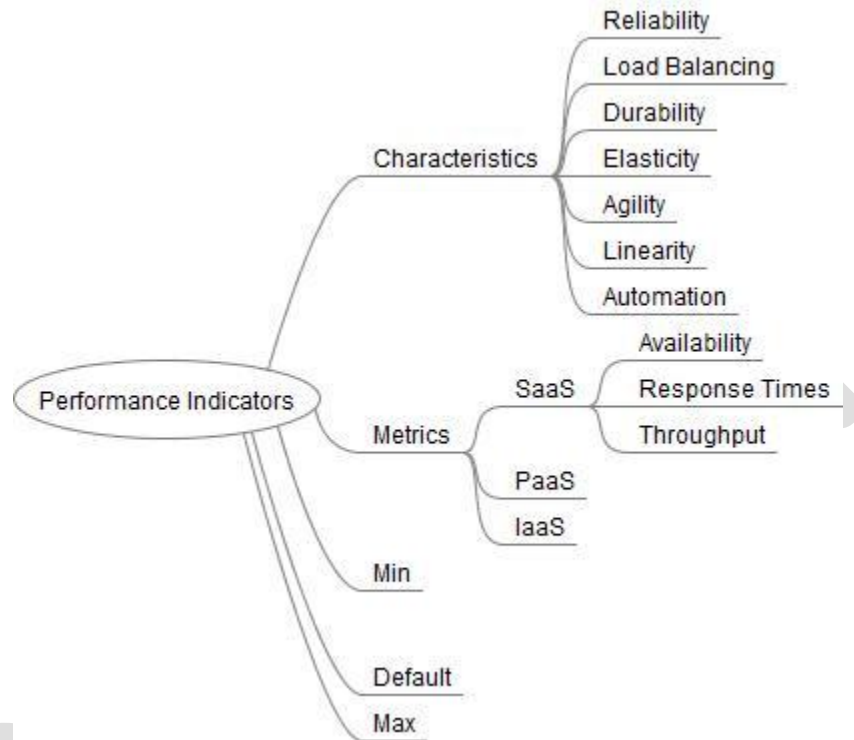 Reliability
Load Balancing
Durability
Characteristics
Elasticity
Agility
Linearity
Automation
Availability
SaaS
Response Times
Performance Indicators
Metrics
Throughput
PaaS
IaaS
Min
Default
Max